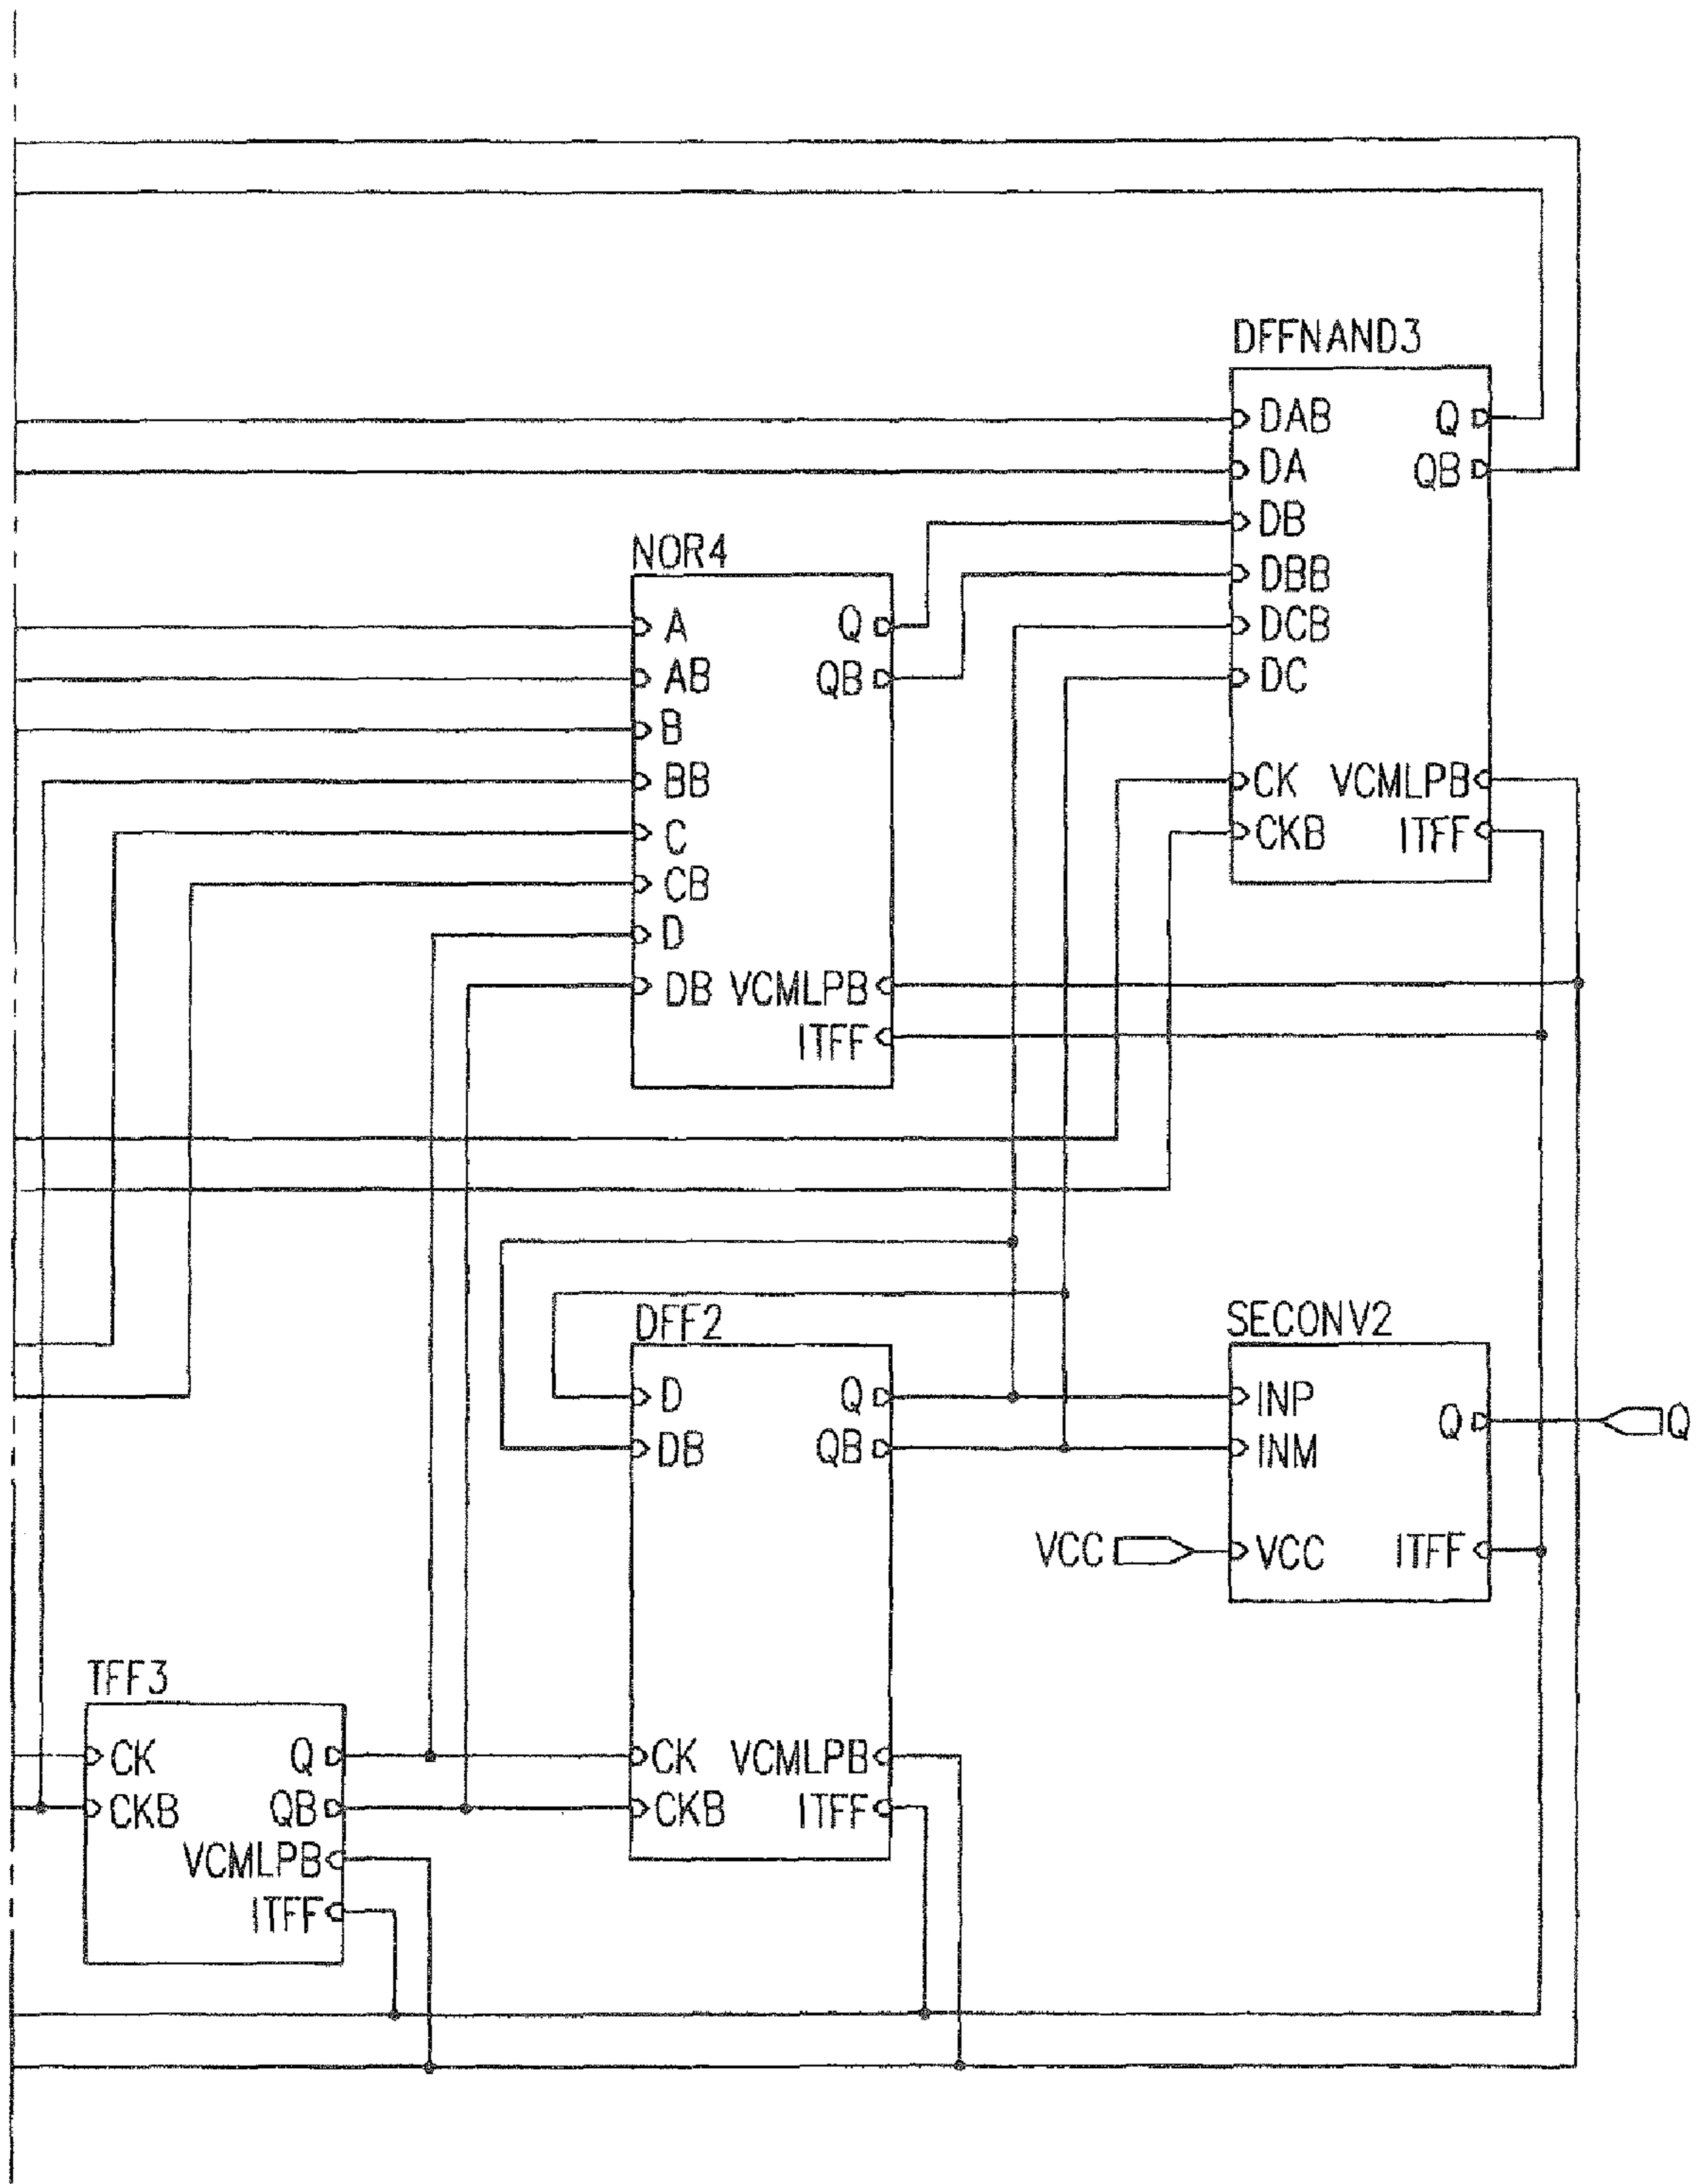 DFFNAND3
DAB Q
DA QB
DB
DBB
DCB
DC
CK VCMLPB
CKB ITFF
NOR4
A Q
AB QB
B
BB
C
CB
D
DB VCMLPB
ITFF
DFF2
D Q
DB QB
CK VCMLPB
CKB ITFF
SECONV2
INP
Q Q
INM
VCC VCC ITFF
TFF3
CK Q
CKB QB
VCMLPB
ITFF